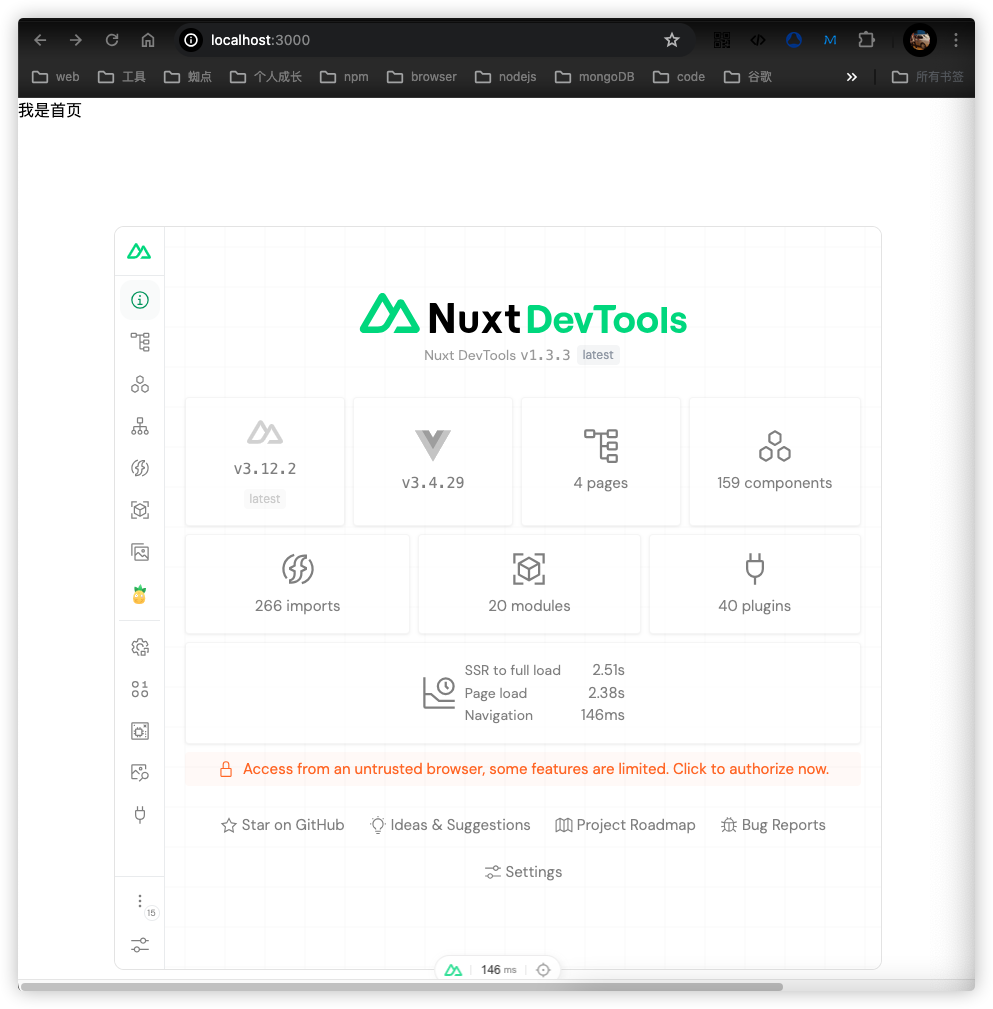 localhost:3000
web 工具 蜘点 个人成长 npm browser nodejs mongoDB code 谷歌 » 所有书签
我是首页
Nuxt DevTools
Nuxt DevTools v1.3.3 latest
v3.12.2
latest
v3.4.29
4 pages
159 components
266 imports
20 modules
40 plugins
SSR to full load 2.51s
Page load 2.38s
Navigation 146ms
Access from an untrusted browser, some features are limited. Click to authorize now.
Star on GitHub Ideas & Suggestions Project Roadmap Bug Reports
Settings
15
146 ms